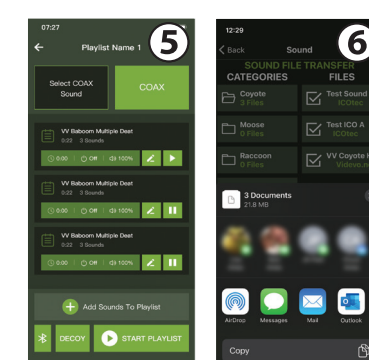 07:27
Playlist Name 1
5
Select COAX
Sound
COAX
VV Baboom Multiple Deat
0:22 3 Sounds
0:00 Off 100%
VV Baboom Multiple Deat
0:22 3 Sounds
0:00 Off 100%
VV Baboom Multiple Deat
0:22 3 Sounds
0:00 Off 100%
Add Sounds To Playlist
DECOY
START PLAYLIST
12:29
Back
Sound
6
SOUND FILE TRANSFER
CATEGORIES
FILES
Coyote
3 Files
Test Sound
ICOtec
Moose
0 Files
Test ICO A
ICOtec
Raccoon
0 Files
VV Coyote
3 Documents
21.8 MB
AirDrop
Messages
Mail
Outlook
Copy